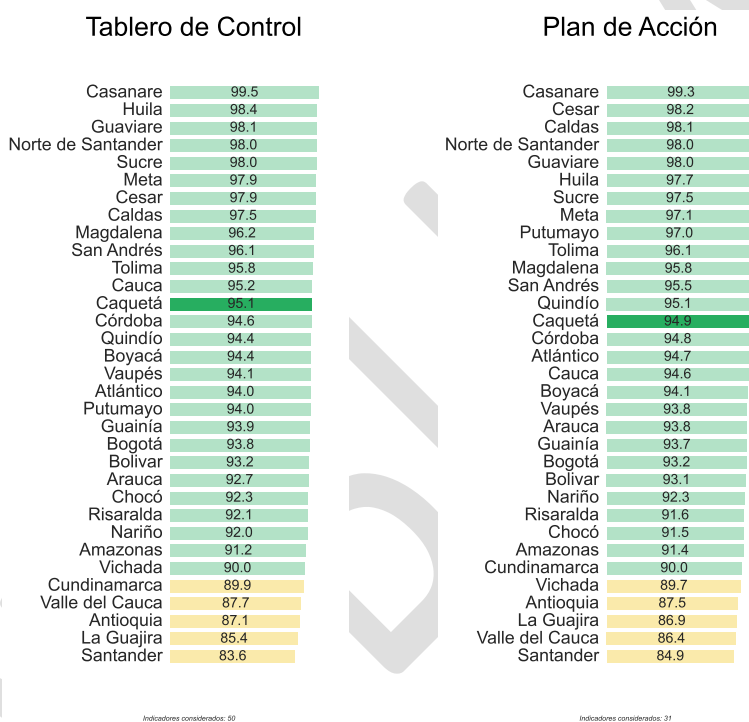 Tablero de Control
Casanare 99.5
Huila 98.4
Guaviare 98.1
Norte de Santander 98.0
Sucre 98.0
Meta 97.9
Cesar 97.9
Caldas 97.5
Magdalena 96.2
San Andrés 96.1
Tolima 95.8
Cauca 95.2
Caquetá 95.1
Córdoba 94.6
Quindío 94.4
Boyacá 94.4
Vaupés 94.1
Atlántico 94.0
Putumayo 94.0
Guainía 93.9
Bogotá 93.8
Bolivar 93.2
Arauca 92.7
Chocó 92.3
Risaralda 92.1
Nariño 92.0
Amazonas 91.2
Vichada 90.0
Cundinamarca 89.9
Valle del Cauca 87.7
Antioquia 87.1
La Guajira 85.4
Santander 83.6
Indicadores considerados: 50
Plan de Acción
Casanare 99.3
Cesar 98.2
Caldas 98.1
Norte de Santander 98.0
Guaviare 98.0
Huila 97.7
Sucre 97.5
Meta 97.1
Putumayo 97.0
Tolima 96.1
Magdalena 95.8
San Andrés 95.5
Quindío 95.1
Caquetá 94.9
Córdoba 94.8
Atlántico 94.7
Cauca 94.6
Boyacá 94.1
Vaupés 93.8
Arauca 93.8
Guainía 93.7
Bogotá 93.2
Bolivar 93.1
Nariño 92.3
Risaralda 91.6
Chocó 91.5
Amazonas 91.4
Cundinamarca 90.0
Vichada 89.7
Antioquia 87.5
La Guajira 86.9
Valle del Cauca 86.4
Santander 84.9
Indicadores considerados: 31